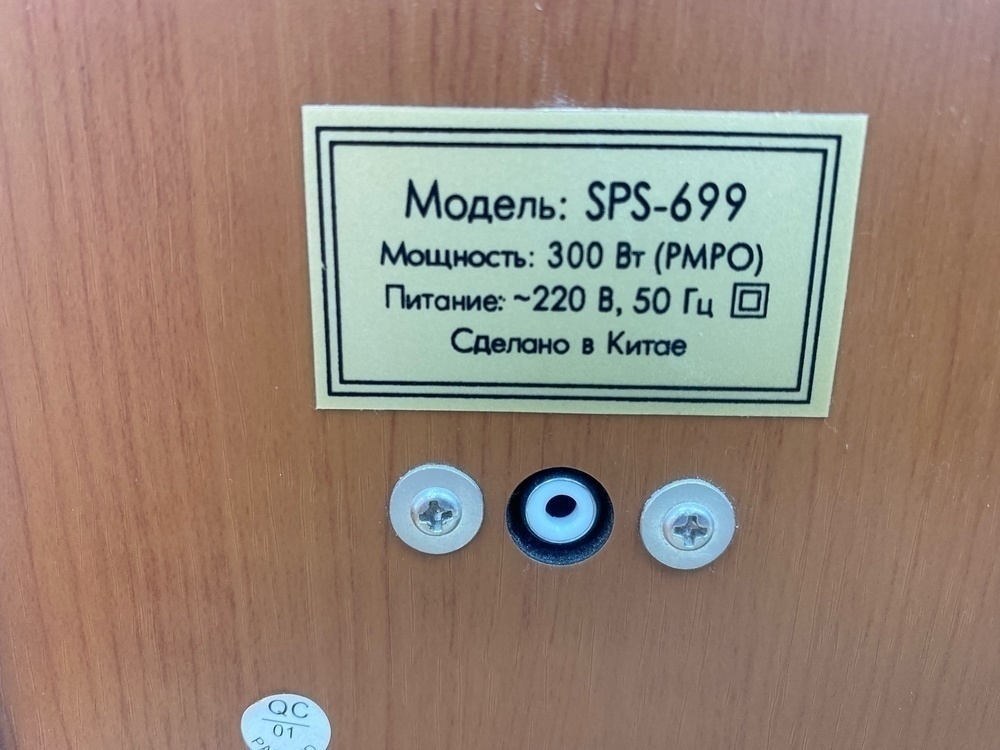 Модель: SPS-699
Мощность: 300 Вт (PMPO)
Питание: ~220 В, 50 Гц
Сделано в Китае
QC
01